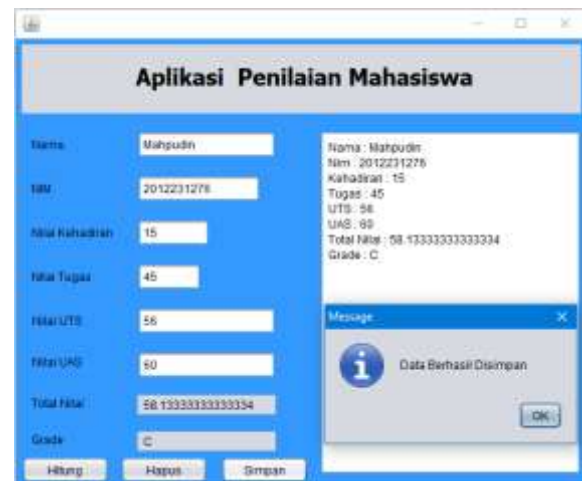 Aplikasi Penilaian Mahasiswa
Nama
Mahpudin
NIM
2012231276
Nilai Kehadiran
15
Nilai Tugas
45
Nilai UTS
56
Nilai UAS
60
Total Nilai
58.13333333333334
Grade
C
Hitung
Hapus
Simpan
Nama : Mahpudin
Nim : 2012231276
Kehadiran : 15
Tugas : 45
UTS : 56
UAS : 60
Total Nilai : 58.13333333333334
Grade : C
Message
Data Berhasil Disimpan
OK